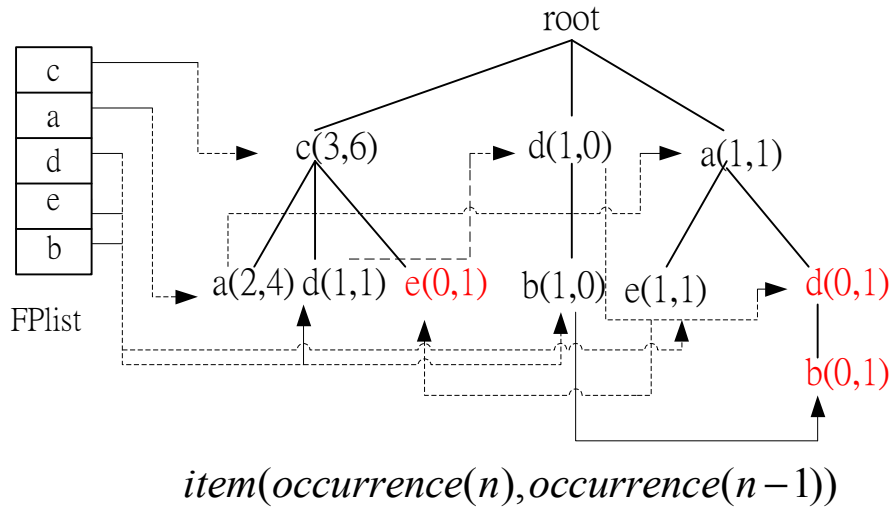 root
c
a
d
e
b
FPlist
c(3,6) d(1,0) a(1,1)
a(2,4) d(1,1) e(0,1) b(1,0) e(1,1) d(0,1)
b(0,1)
item(occurrence(n),occurrence(n−1))